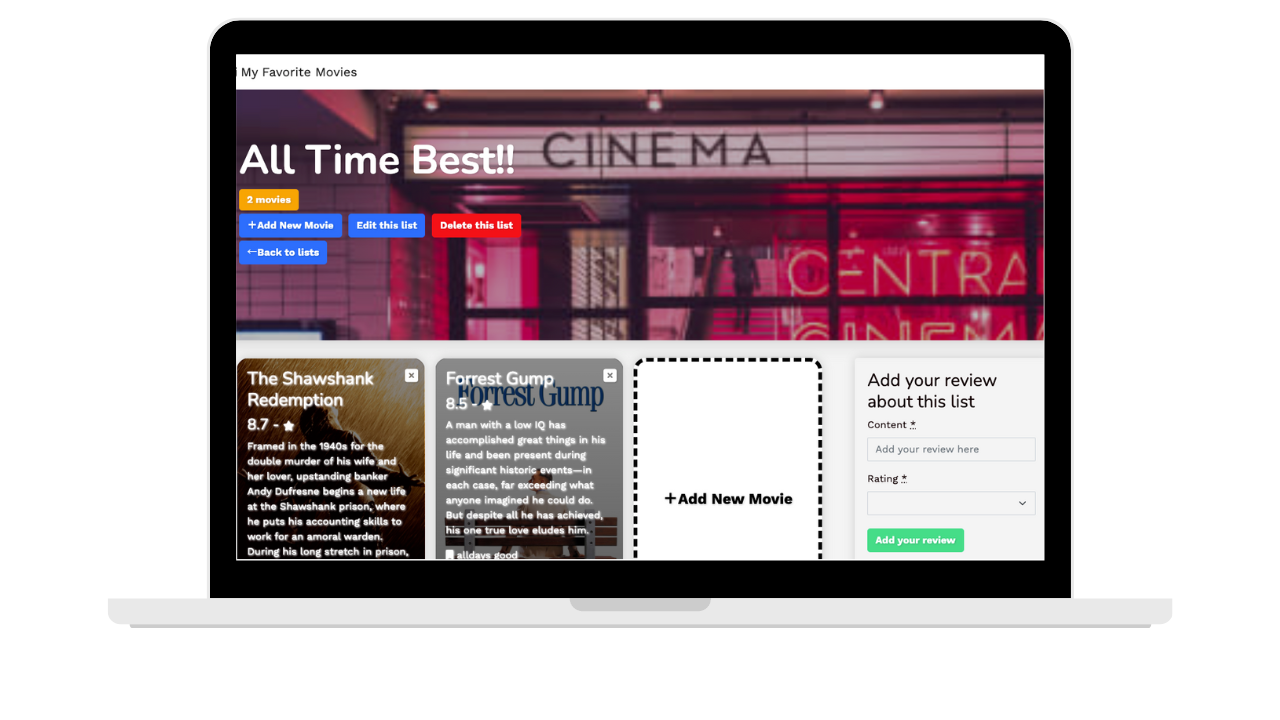 My Favorite Movies
CINEMA
All Time Best!!
2 movies
+Add New Movie
Edit this list
Delete this list
←Back to lists
CENTRA
CINEMA
The Shawshank
Redemption
8.7 - ★
Framed in the 1940s for the
double murder of his wife and
her lover, upstanding banker
Andy Dufresne begins a new life
at the Shawshank prison, where
he puts his accounting skills to
work for an amoral warden.
During his long stretch in prison,
Forrest Gump
Forrest Gump
8.5 - ★
A man with a low IQ has
accomplished great things in his
life and been present during
significant historic events—in
each case, far exceeding what
anyone imagined he could do.
But despite all he has achieved,
his one true love eludes him.
alldays good
+Add New Movie
Add your review
about this list
Content *
Add your review here
Rating *
Add your review